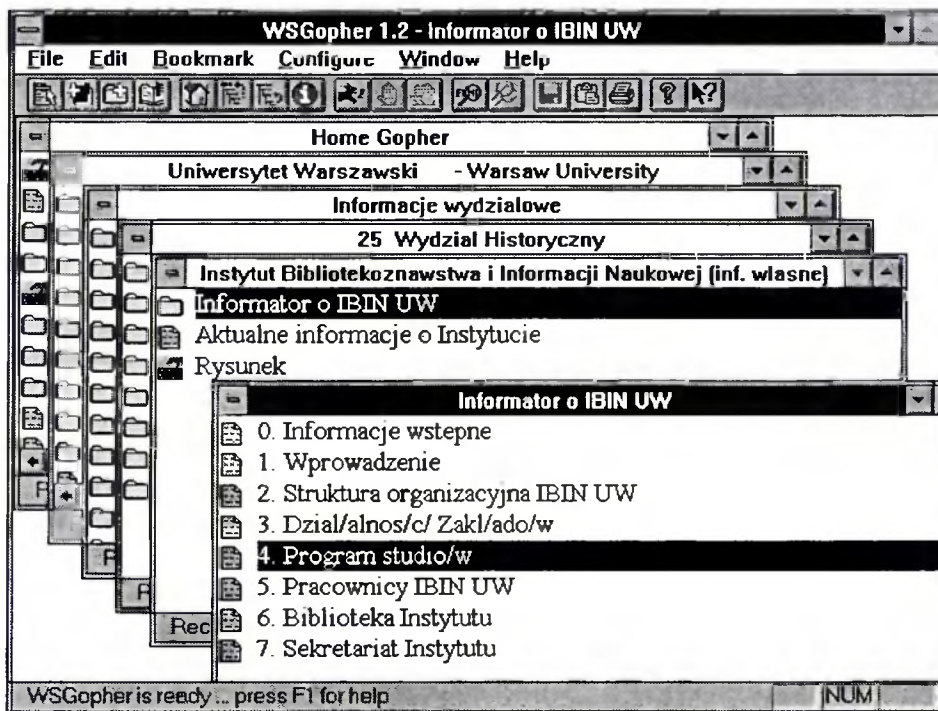 WSGopher 1.2 - Informator o IBIN UW
File Edit Bookmark Configure Window Help
Home Gopher
Uniwersytet Warszawski - Warsaw University
Informacje wydzialowe
25 Wydzial Historyczny
Instytut Bibliotekoznawstwa i Informacji Naukowej (inf. wlasne)
Informator o IBIN UW
Aktualne informacje o Instytucie
Rysunek
Informator o IBIN UW
0. Informacje wstepne
1. Wprowadzenie
2. Struktura organizacyjna IBIN UW
3. Dzial/alnos/c/ Zakl/ado/w
4. Program studio/w
5. Pracownicy IBIN UW
6. Biblioteka Instytutu
7. Sekretariat Instytutu
Rec
WSGopher is ready ... press F1 for help NUM